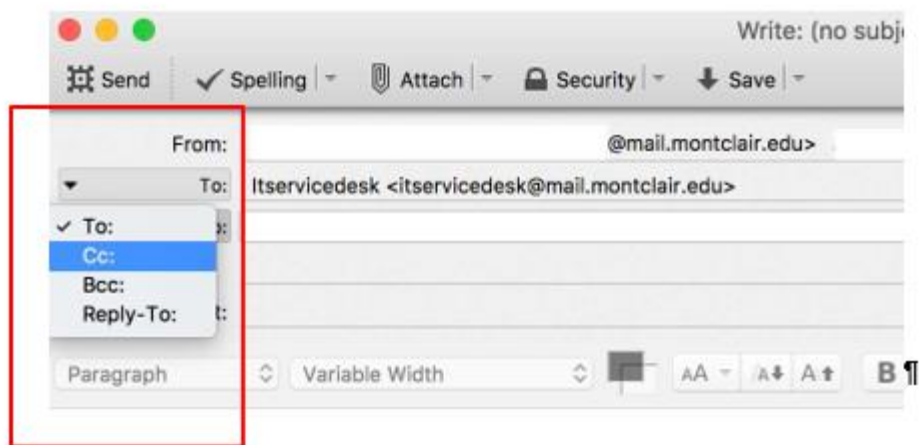 Write: (no subj
Send Spelling Attach Security Save
From: @mail.montclair.edu>
To: Itservicedesk <itservicedesk@mail.montclair.edu>
✓ To: o:
Cc:
Bcc:
Reply-To: t:
Paragraph Variable Width AA A A B ¶